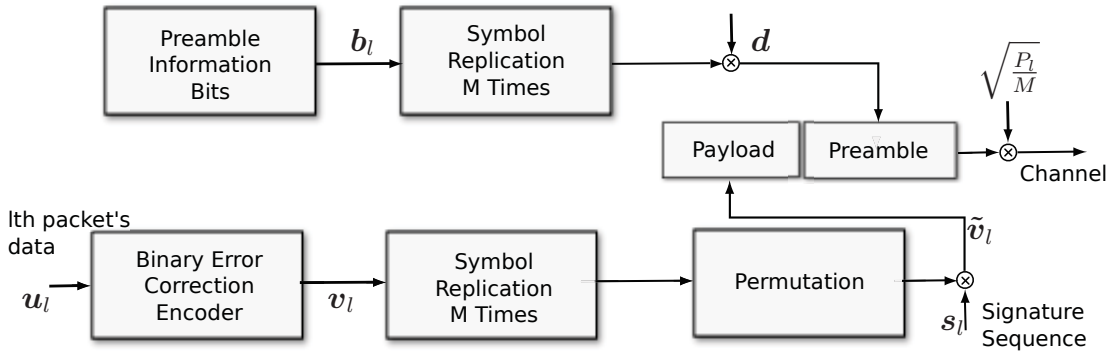 Preamble
Information
Bits
b_l
Symbol
Replication
M Times
d
√(P_l/M)
Payload
Preamble
Channel
lth packet's
data
u_l
Binary Error
Correction
Encoder
v_l
Symbol
Replication
M Times
Permutation
ṽ_l
s_l
Signature
Sequence